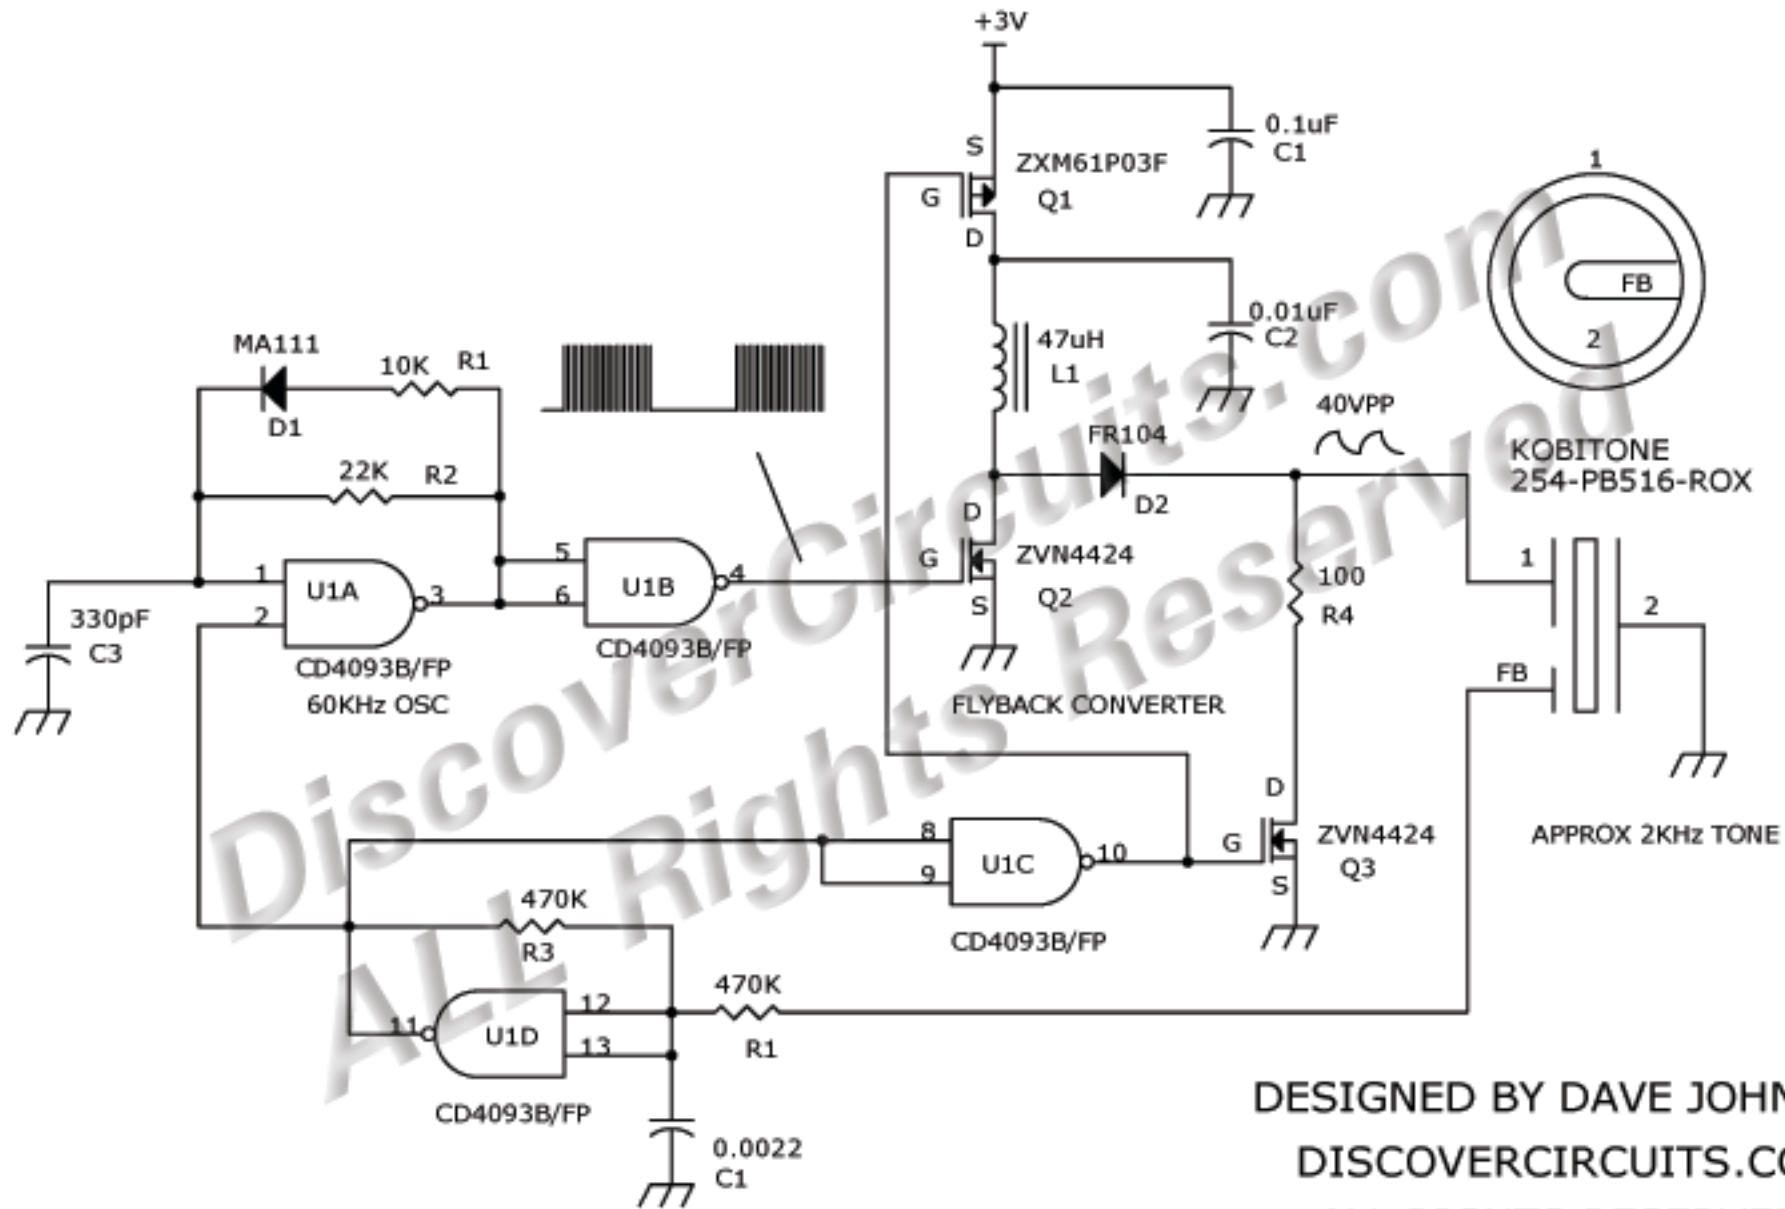 +3V
0.1uF
C1
S
ZXM61P03F
Q1
G
D
1
FB
2
0.01uF
C2
47uH
L1
MA111
10K R1
D1
22K R2
40VPP
FR104
D2
KOBITONE
254-PB516-ROX
D
G
ZVN4424
Q2
S
5
U1B
4
6
CD4093B/FP
1
U1A
3
2
CD4093B/FP
60KHz OSC
330pF
C3
100
R4
1
2
FB
FLYBACK CONVERTER
D
G
ZVN4424
Q3
S
APPROX 2KHz TONE
8
U1C
10
9
CD4093B/FP
470K
R3
470K
R1
12
11
U1D
13
CD4093B/FP
0.0022
C1
DiscoverCircuits.com
ALL Rights Reserved
DESIGNED BY DAVE JOHN
DISCOVERCIRCUITS.CO